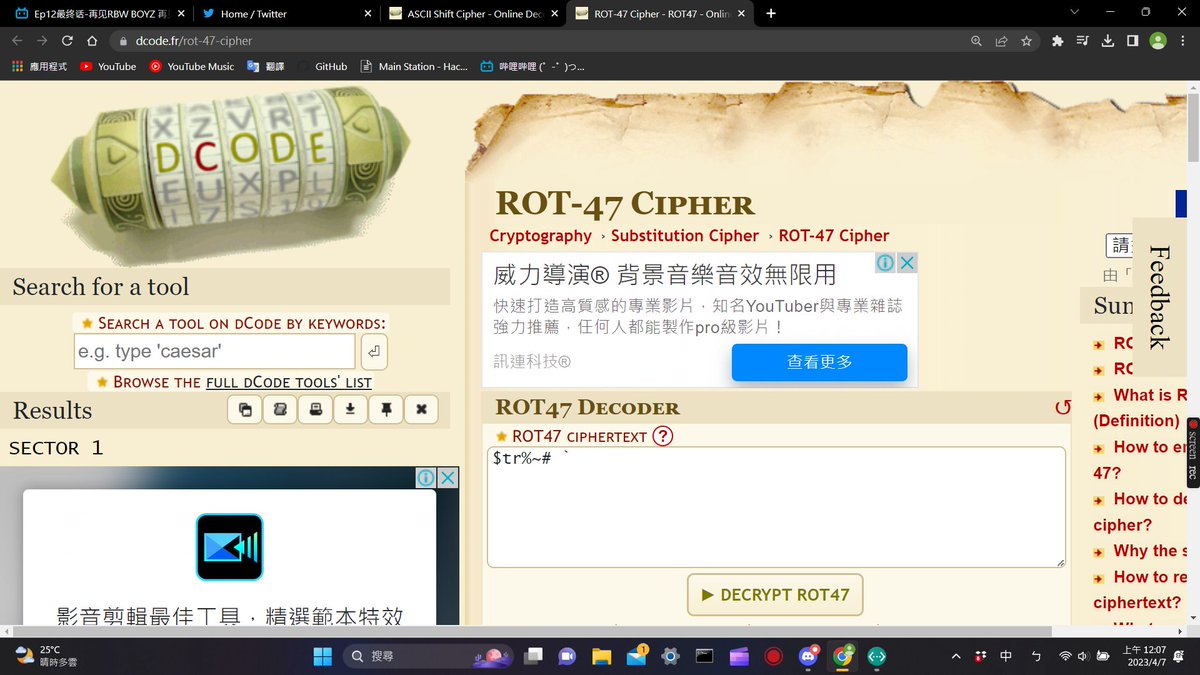 Ep12最終话-再见RBW BOYZ 再
Home / Twitter
ASCII Shift Cipher - Online Dec
ROT-47 Cipher - ROT47 - Onlin
dcode.fr/rot-47-cipher
應用程式
YouTube
YouTube Music
翻譯
GitHub
Main Station - Hac...
哔哩哔哩 (゜-゜)つ...
DCODE
ROT-47 CIPHER
Cryptography › Substitution Cipher › ROT-47 Cipher
威力導演® 背景音樂音效無限用
快速打造高質感的專業影片，知名YouTuber與專業雜誌
強力推薦，任何人都能製作pro級影片！
訊連科技®
查看更多
Search for a tool
SEARCH A TOOL ON DCODE BY KEYWORDS:
e.g. type 'caesar'
BROWSE THE FULL DCODE TOOLS' LIST
Results
SECTOR 1
影音剪輯最佳工具，精選範本特效
ROT47 DECODER
ROT47 CIPHERTEXT ?
$tr%~# `
► DECRYPT ROT47
Feedback
由「
Sun
RO
RO
What is R
(Definition)
How to en
47?
How to de
cipher?
Why the s
How to re
ciphertext?
screen rec
25°C
晴時多雲
搜尋
中
上午 12:07
2023/4/7